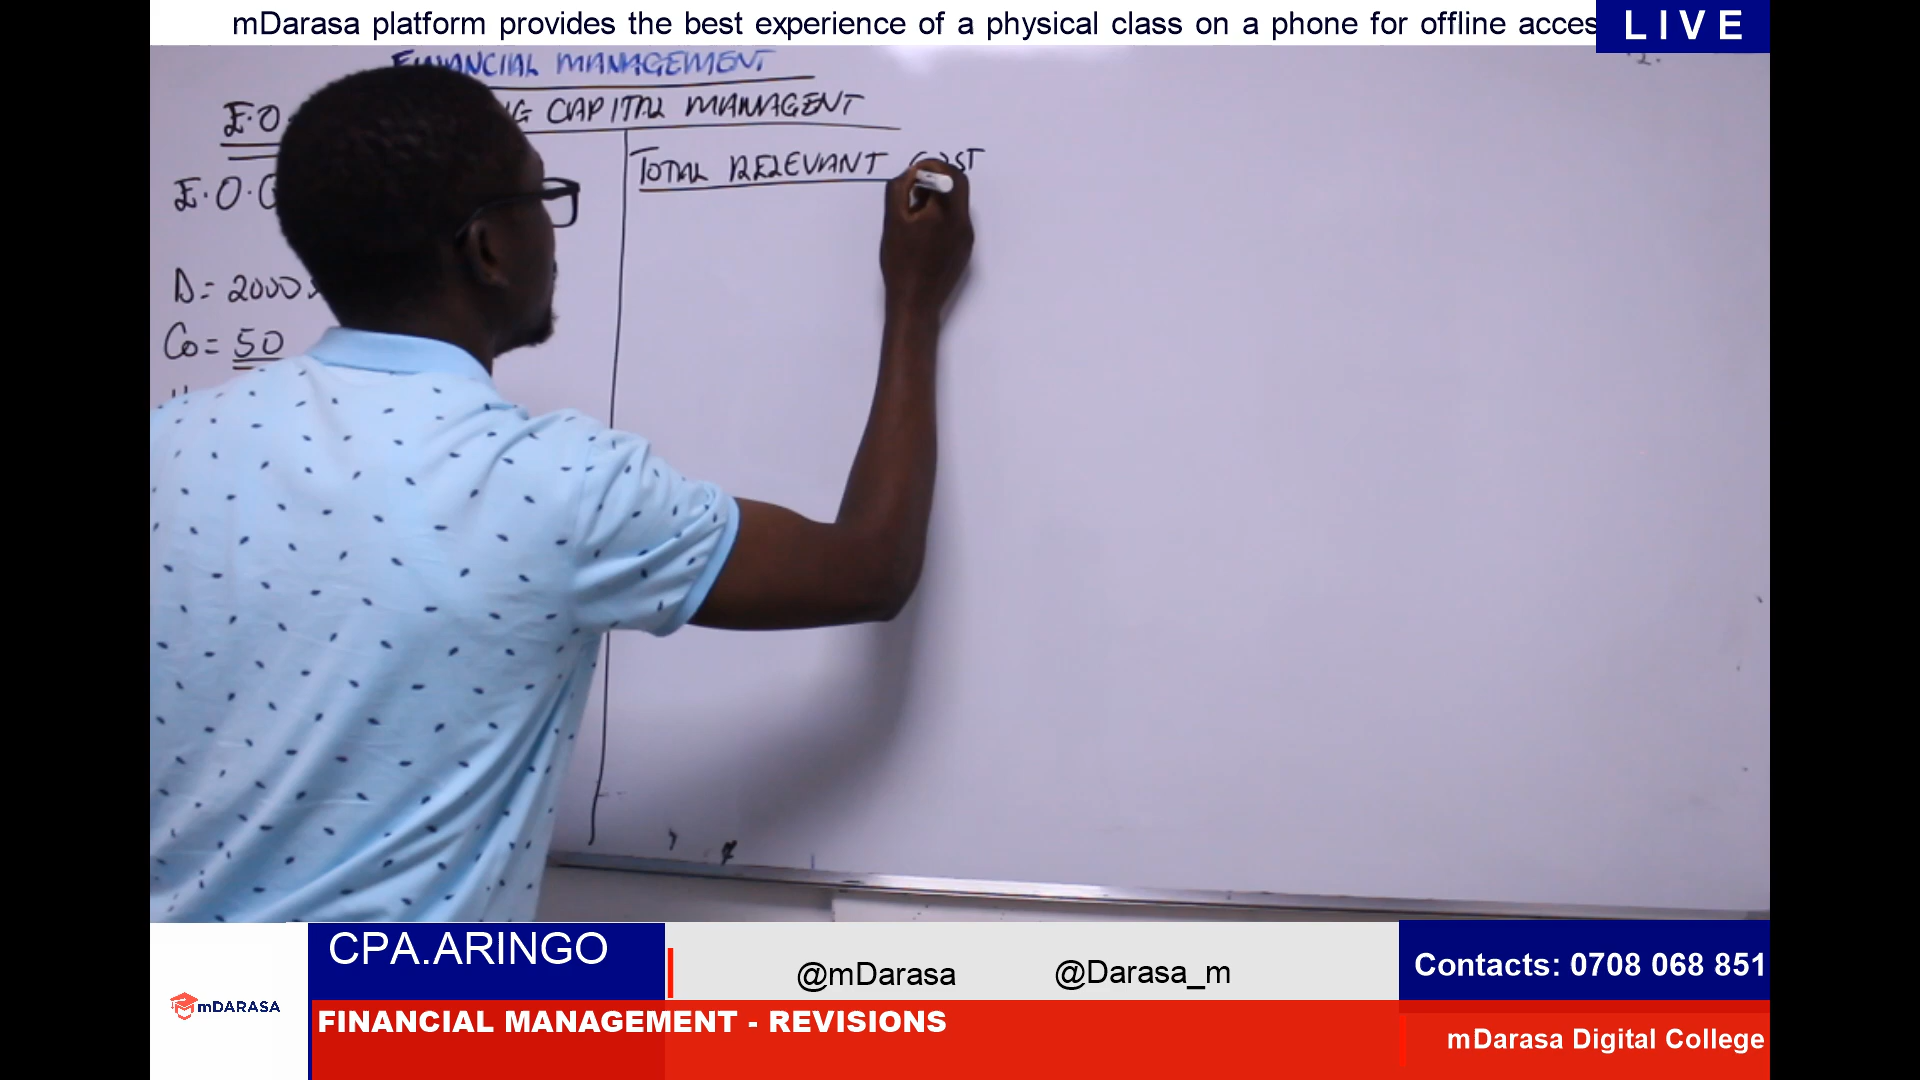 mDarasa platform provides the best experience of a physical class on a phone for offline acces
LIVE
FINANCIAL MANAGEMENT
G CAPITAL MANAGENT
E.O
E.O.Q
D = 2000
Co = 50
TOTAL RELEVANT COST
CPA.ARINGO
@mDarasa
@Darasa_m
Contacts: 0708 068 851
mDARASA
FINANCIAL MANAGEMENT - REVISIONS
mDarasa Digital College